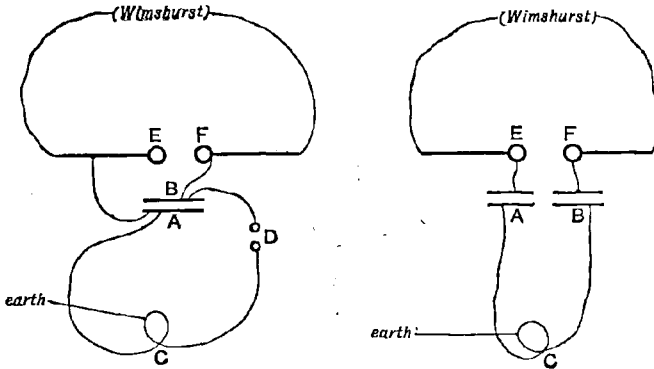 (Wimshurst)
E F
B
A
D
earth
C
(Wimshurst)
E F
A B
earth
C